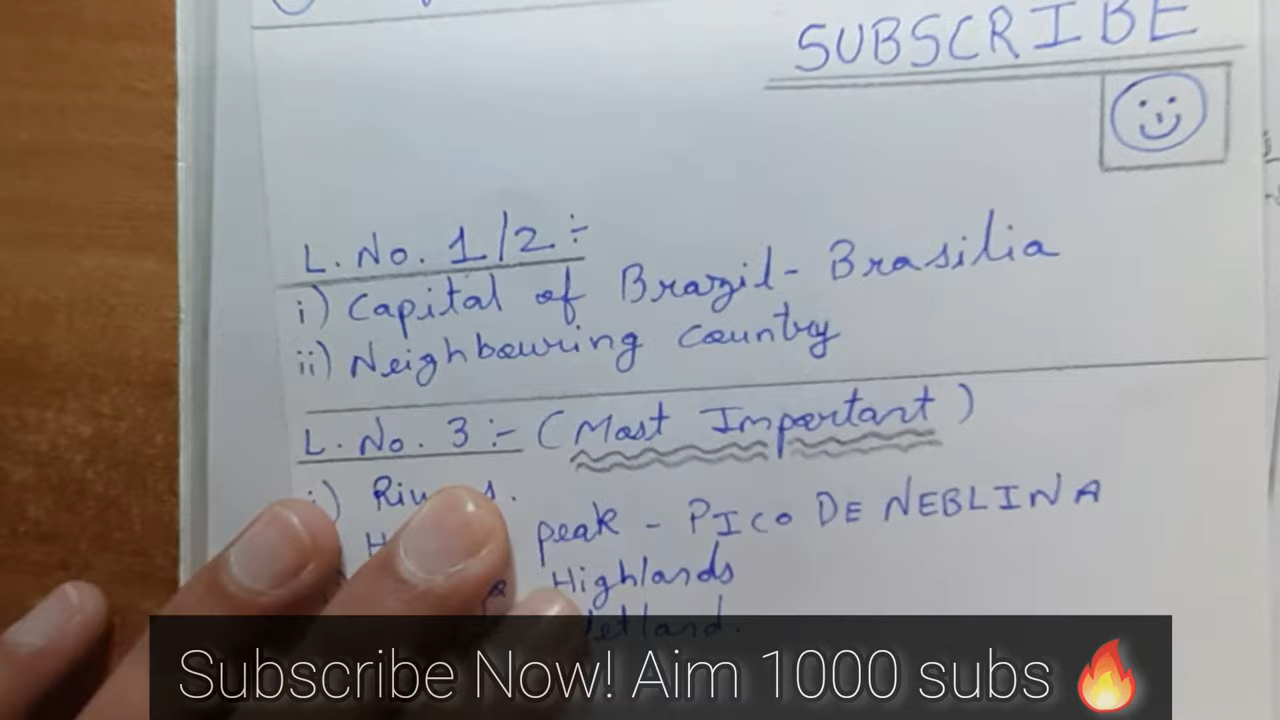 SUBSCRIBE
L. No. 1/2 :-
i) Capital of Brazil - Brasilia
ii) Neighbouring country
L. No. 3 :- (Most Important)
i)
peak - PICO DE NEBLINA
Highlands
Subscribe Now! Aim 1000 subs 🔥